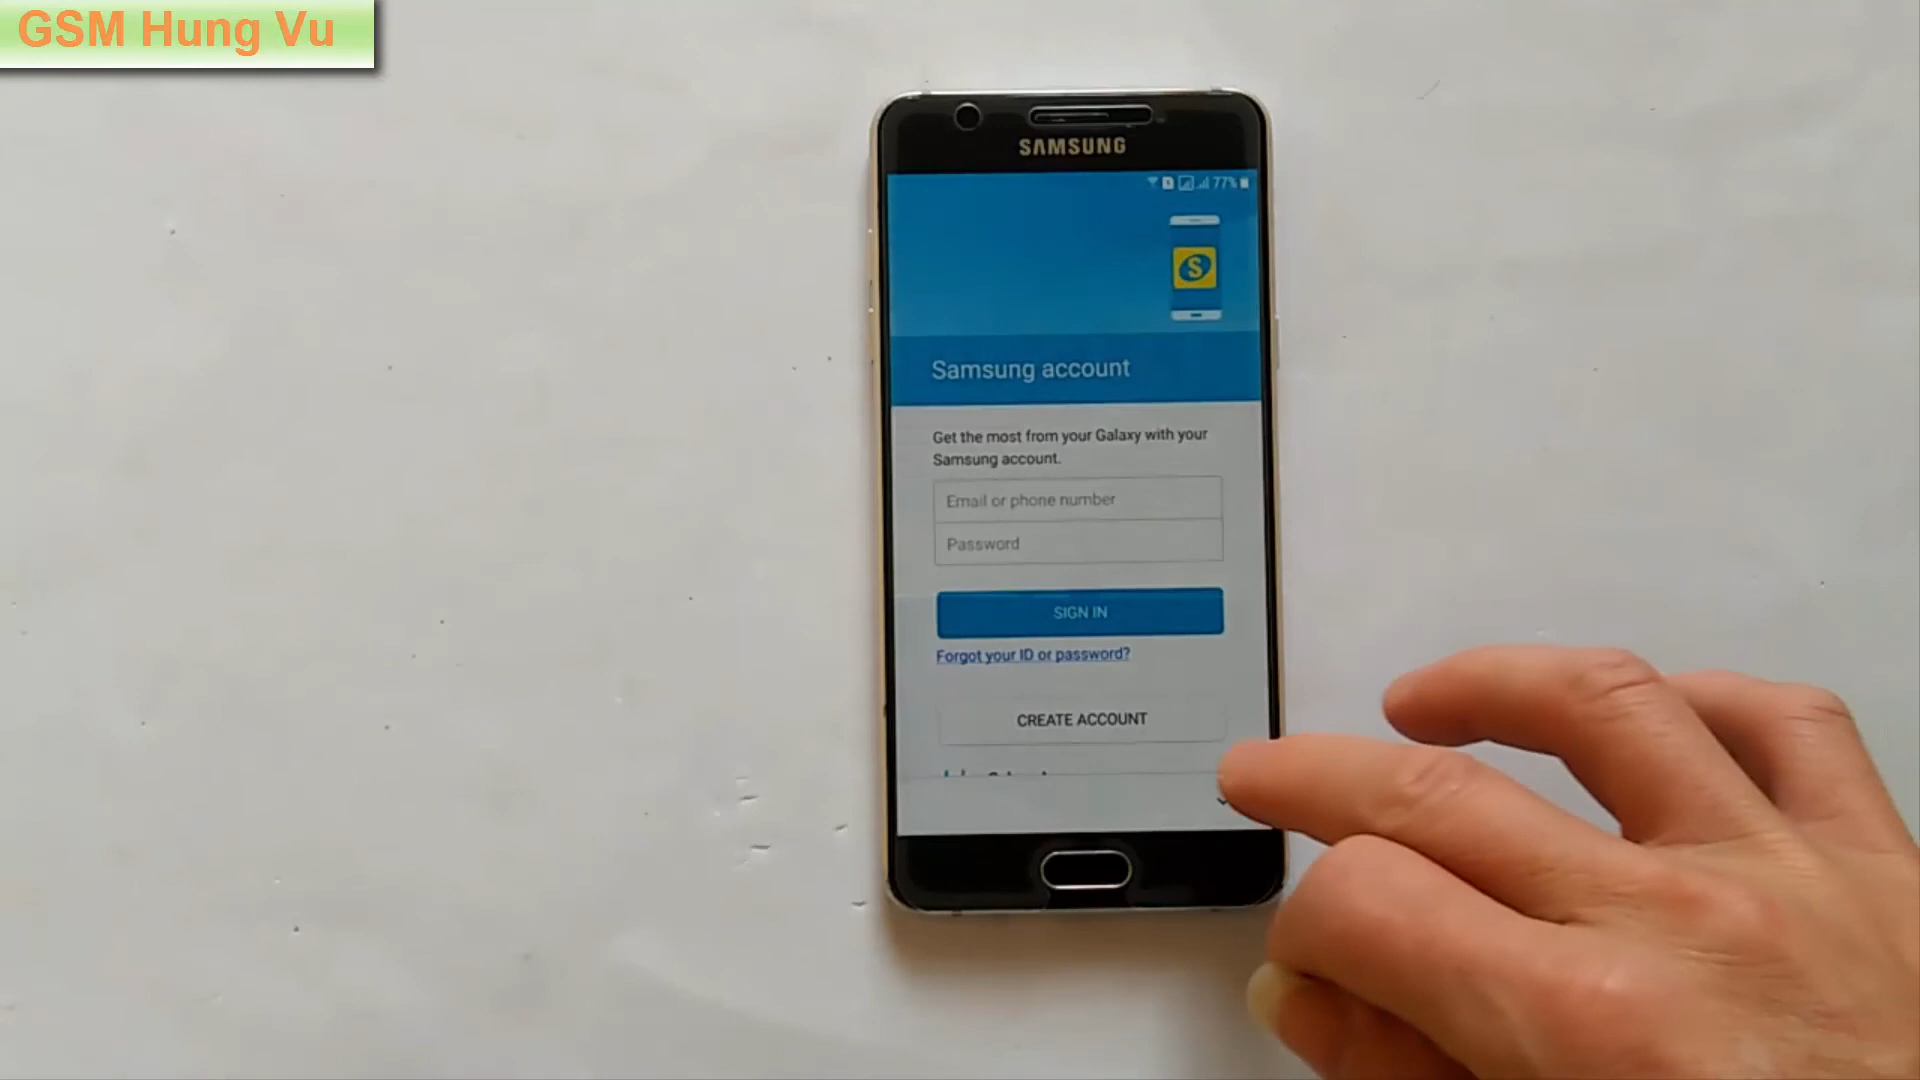 GSM Hung Vu
SAMSUNG
77%
S
Samsung account
Get the most from your Galaxy with your
Samsung account.
Email or phone number
Password
SIGN IN
Forgot your ID or password?
CREATE ACCOUNT